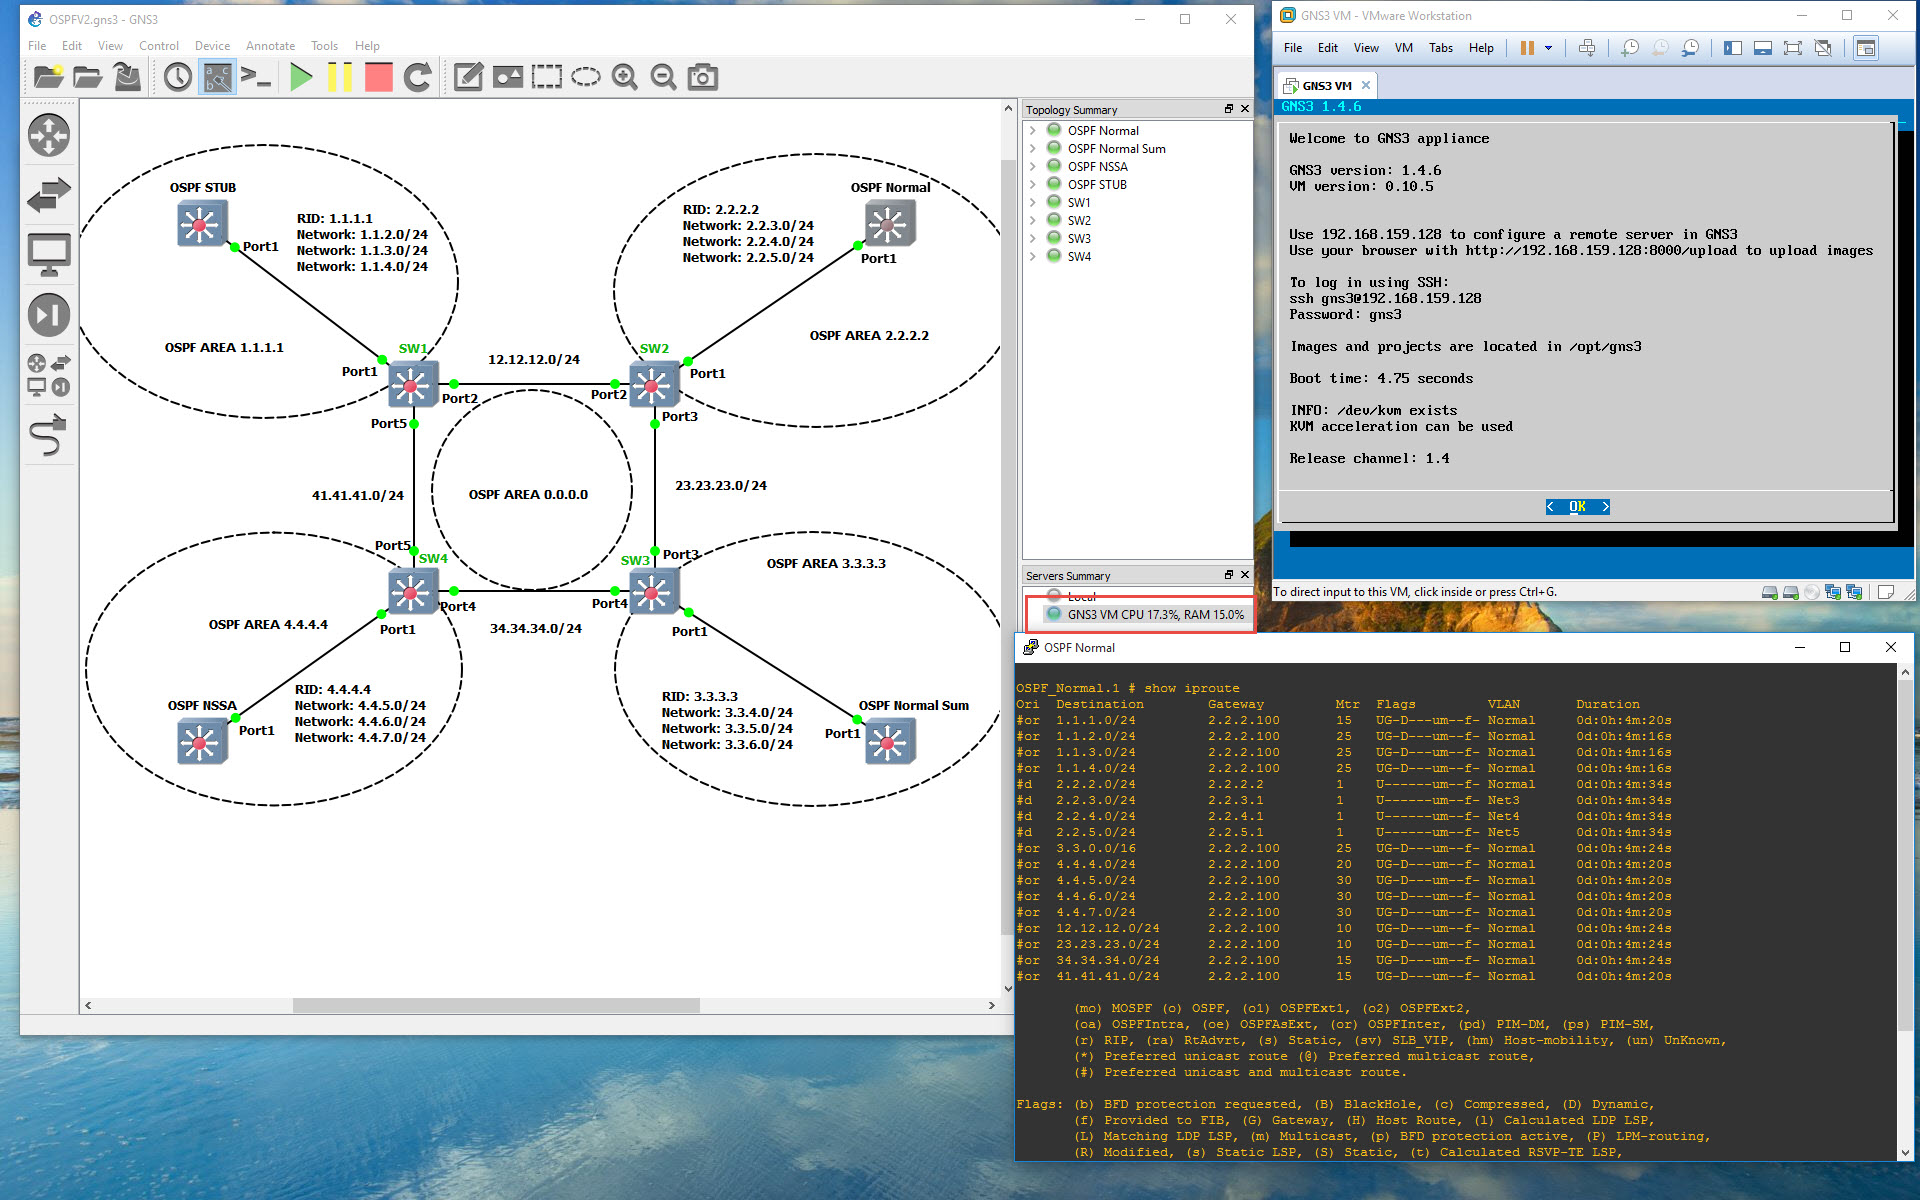 OSPFV2.gns3 - GNS3
File Edit View Control Device Annotate Tools Help
OSPF STUB
RID: 1.1.1.1
Network: 1.1.2.0/24
Network: 1.1.3.0/24
Network: 1.1.4.0/24
Port1
OSPF AREA 1.1.1.1
OSPF Normal
RID: 2.2.2.2
Network: 2.2.3.0/24
Network: 2.2.4.0/24
Network: 2.2.5.0/24
Port1
OSPF AREA 2.2.2.2
SW1
Port1
Port2
Port5
12.12.12.0/24
SW2
Port2
Port1
Port3
41.41.41.0/24
OSPF AREA 0.0.0.0
23.23.23.0/24
Port5
SW4
Port4
Port1
34.34.34.0/24
SW3
Port3
Port4
Port1
OSPF AREA 3.3.3.3
OSPF AREA 4.4.4.4
OSPF NSSA
Port1
RID: 4.4.4.4
Network: 4.4.5.0/24
Network: 4.4.6.0/24
Network: 4.4.7.0/24
RID: 3.3.3.3
Network: 3.3.4.0/24
Network: 3.3.5.0/24
Network: 3.3.6.0/24
OSPF Normal Sum
Port1
Topology Summary
OSPF Normal
OSPF Normal Sum
OSPF NSSA
OSPF STUB
SW1
SW2
SW3
SW4
Servers Summary
Local
GNS3 VM CPU 17.3%, RAM 15.0%
GNS3 VM - VMware Workstation
File Edit View VM Tabs Help
GNS3 VM
GNS3 1.4.6
Welcome to GNS3 appliance
GNS3 version: 1.4.6
VM version: 0.10.5
Use 192.168.159.128 to configure a remote server in GNS3
Use your browser with http://192.168.159.128:8000/upload to upload images
To log in using SSH:
ssh gns3@192.168.159.128
Password: gns3
Images and projects are located in /opt/gns3
Boot time: 4.75 seconds
INFO: /dev/kvm exists
KVM acceleration can be used
Release channel: 1.4
< OK >
To direct input to this VM, click inside or press Ctrl+G.
OSPF Normal
OSPF_Normal.1 # show iproute
Ori Destination Gateway Mtr Flags VLAN Duration
#or 1.1.1.0/24 2.2.2.100 15 UG-D---um--f- Normal 0d:0h:4m:20s
#or 1.1.2.0/24 2.2.2.100 25 UG-D---um--f- Normal 0d:0h:4m:16s
#or 1.1.3.0/24 2.2.2.100 25 UG-D---um--f- Normal 0d:0h:4m:16s
#or 1.1.4.0/24 2.2.2.100 25 UG-D---um--f- Normal 0d:0h:4m:16s
#d 2.2.2.0/24 2.2.2.2 1 U------um--f- Normal 0d:0h:4m:34s
#d 2.2.3.0/24 2.2.3.1 1 U------um--f- Net3 0d:0h:4m:34s
#d 2.2.4.0/24 2.2.4.1 1 U------um--f- Net4 0d:0h:4m:34s
#d 2.2.5.0/24 2.2.5.1 1 U------um--f- Net5 0d:0h:4m:34s
#or 3.3.0.0/16 2.2.2.100 25 UG-D---um--f- Normal 0d:0h:4m:24s
#or 4.4.4.0/24 2.2.2.100 20 UG-D---um--f- Normal 0d:0h:4m:20s
#or 4.4.5.0/24 2.2.2.100 30 UG-D---um--f- Normal 0d:0h:4m:20s
#or 4.4.6.0/24 2.2.2.100 30 UG-D---um--f- Normal 0d:0h:4m:20s
#or 4.4.7.0/24 2.2.2.100 30 UG-D---um--f- Normal 0d:0h:4m:20s
#or 12.12.12.0/24 2.2.2.100 10 UG-D---um--f- Normal 0d:0h:4m:24s
#or 23.23.23.0/24 2.2.2.100 10 UG-D---um--f- Normal 0d:0h:4m:24s
#or 34.34.34.0/24 2.2.2.100 15 UG-D---um--f- Normal 0d:0h:4m:24s
#or 41.41.41.0/24 2.2.2.100 15 UG-D---um--f- Normal 0d:0h:4m:20s
(mo) MOSPF (o) OSPF, (o1) OSPFExt1, (o2) OSPFExt2,
(oa) OSPFIntra, (oe) OSPFAsExt, (or) OSPFInter, (pd) PIM-DM, (ps) PIM-SM,
(r) RIP, (ra) RtAdvrt, (s) Static, (sv) SLB_VIP, (hm) Host-mobility, (un) UnKnown,
(*) Preferred unicast route (@) Preferred multicast route,
(#) Preferred unicast and multicast route.
Flags: (b) BFD protection requested, (B) BlackHole, (c) Compressed, (D) Dynamic,
(f) Provided to FIB, (G) Gateway, (H) Host Route, (l) Calculated LDP LSP,
(L) Matching LDP LSP, (m) Multicast, (p) BFD protection active, (P) LPM-routing,
(R) Modified, (s) Static LSP, (S) Static, (t) Calculated RSVP-TE LSP,